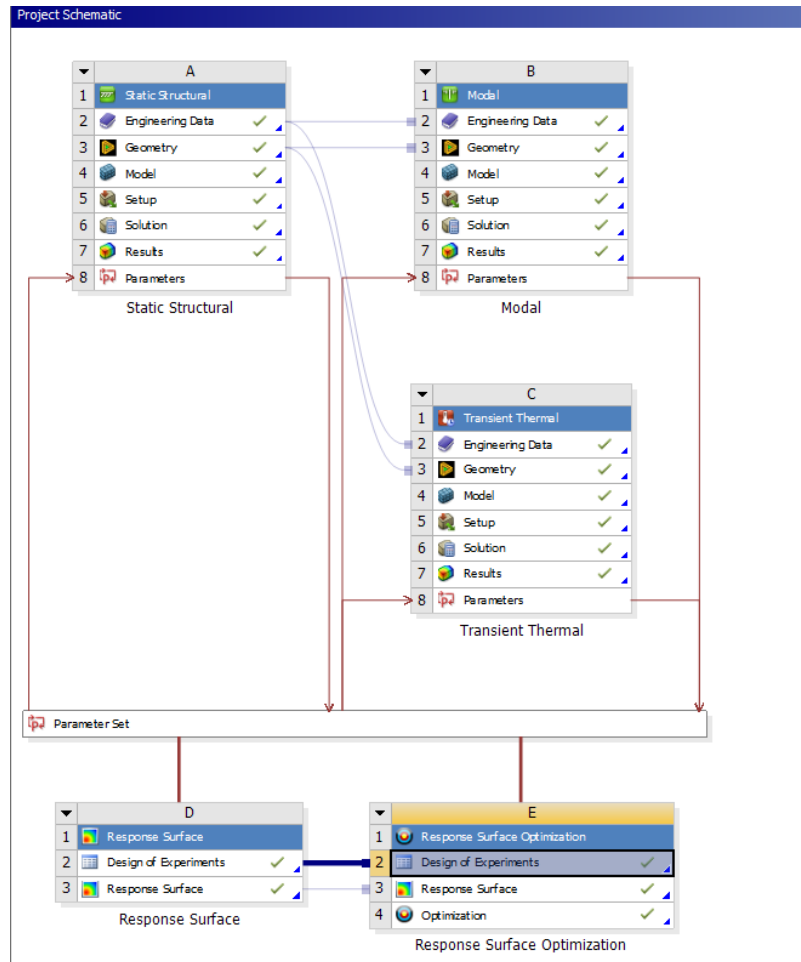 Project Schematic
A
1 Static Structural
2 Engineering Data
3 Geometry
4 Model
5 Setup
6 Solution
7 Results
8 Parameters
Static Structural
B
1 Modal
2 Engineering Data
3 Geometry
4 Model
5 Setup
6 Solution
7 Results
8 Parameters
Modal
C
1 Transient Thermal
2 Engineering Data
3 Geometry
4 Model
5 Setup
6 Solution
7 Results
8 Parameters
Transient Thermal
Parameter Set
D
1 Response Surface
2 Design of Experiments
3 Response Surface
Response Surface
E
1 Response Surface Optimization
2 Design of Experiments
3 Response Surface
4 Optimization
Response Surface Optimization